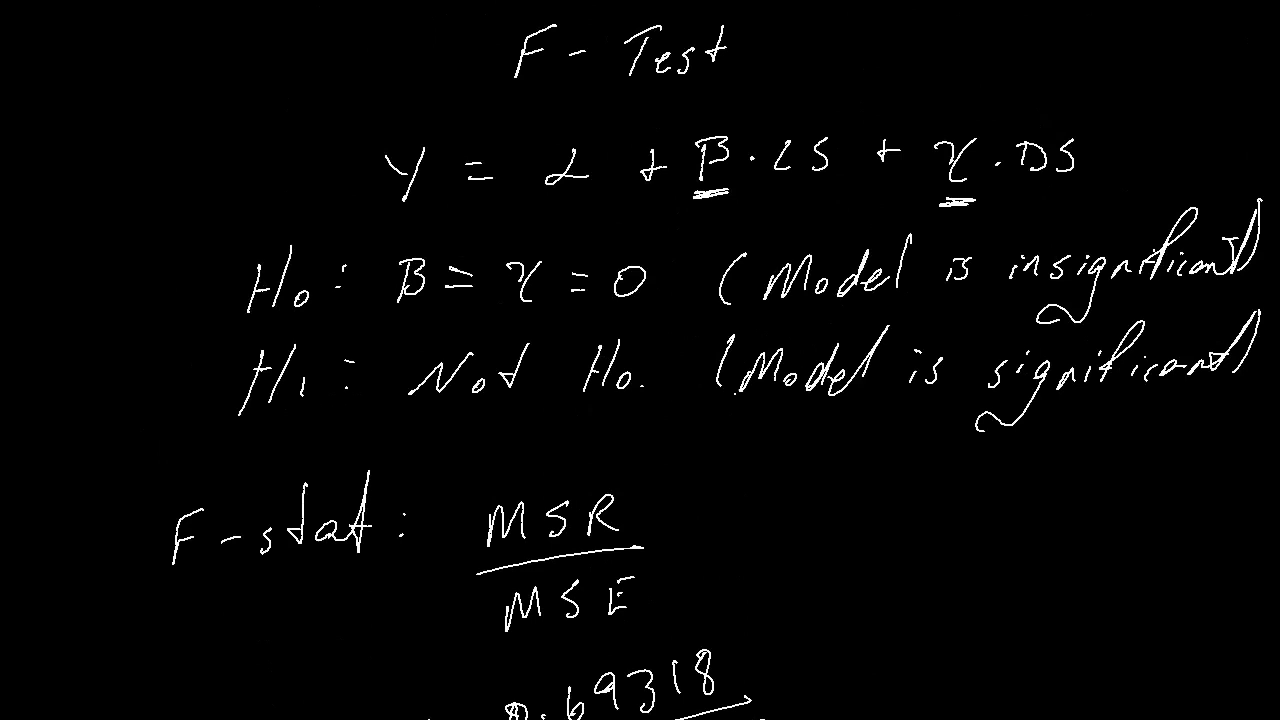 F - Test
Y = α + β · LS + γ · DS
H₀ : β = γ = 0 (Model is insignificant)
H₁ : Not H₀. (Model is significant)
F-stat : MSR
MSE
69318